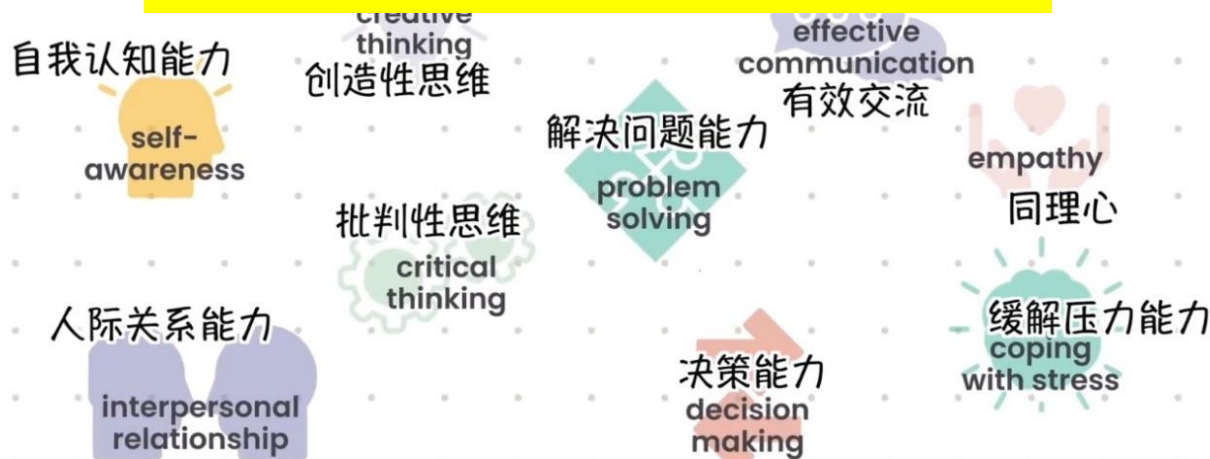 自我认知能力
self-
awareness
creative
thinking
创造性思维
effective
communication
有效交流
解决问题能力
problem
solving
empathy
同理心
批判性思维
critical
thinking
人际关系能力
interpersonal
relationship
决策能力
decision
making
缓解压力能力
coping
with stress